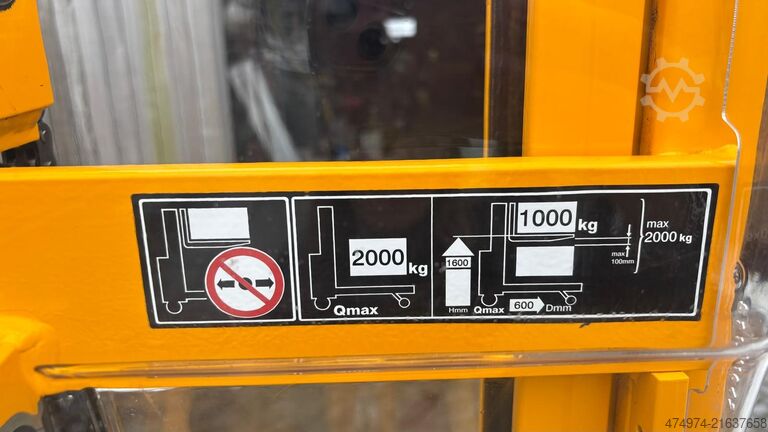 2000 kg
Qmax
1000 kg
max
2000 kg
max
100mm
1600
Hmm Qmax 600 Dmm
474974-21637658